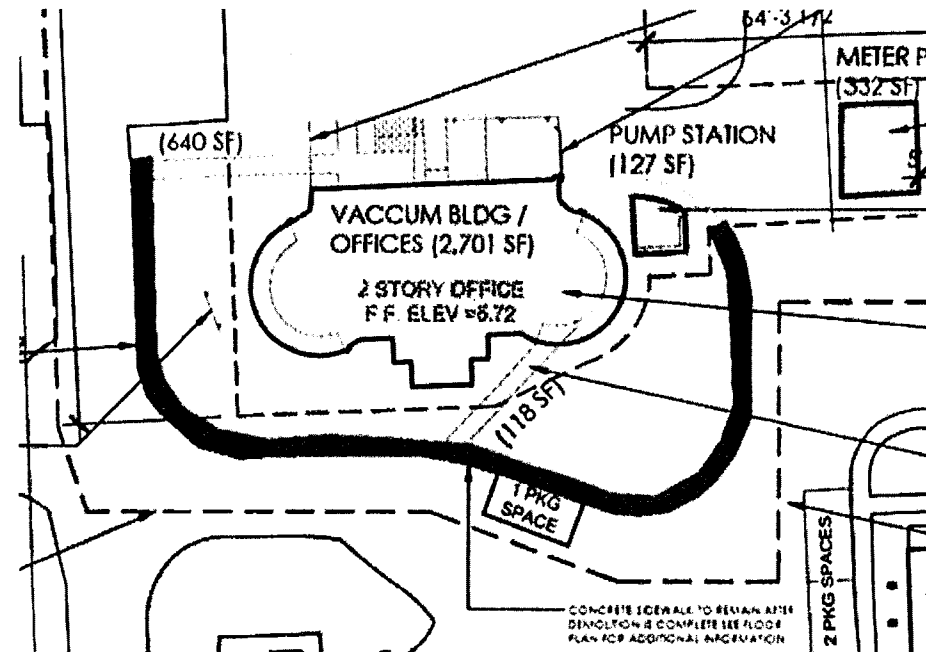 64'-3 1/2
METER P
(332 SF)
(640 SF)
PUMP STATION
(127 SF)
S
VACCUM BLDG /
OFFICES (2,701 SF)
2 STORY OFFICE
F.F. ELEV =6.72
(118 SF)
1 PKG
SPACE
2 PKG SPACES
CONCRETE SIDEWALK TO REMAIN AFTER
DEMOLITION IS COMPLETE SEE FLOOR
PLAN FOR ADDITIONAL INFORMATION